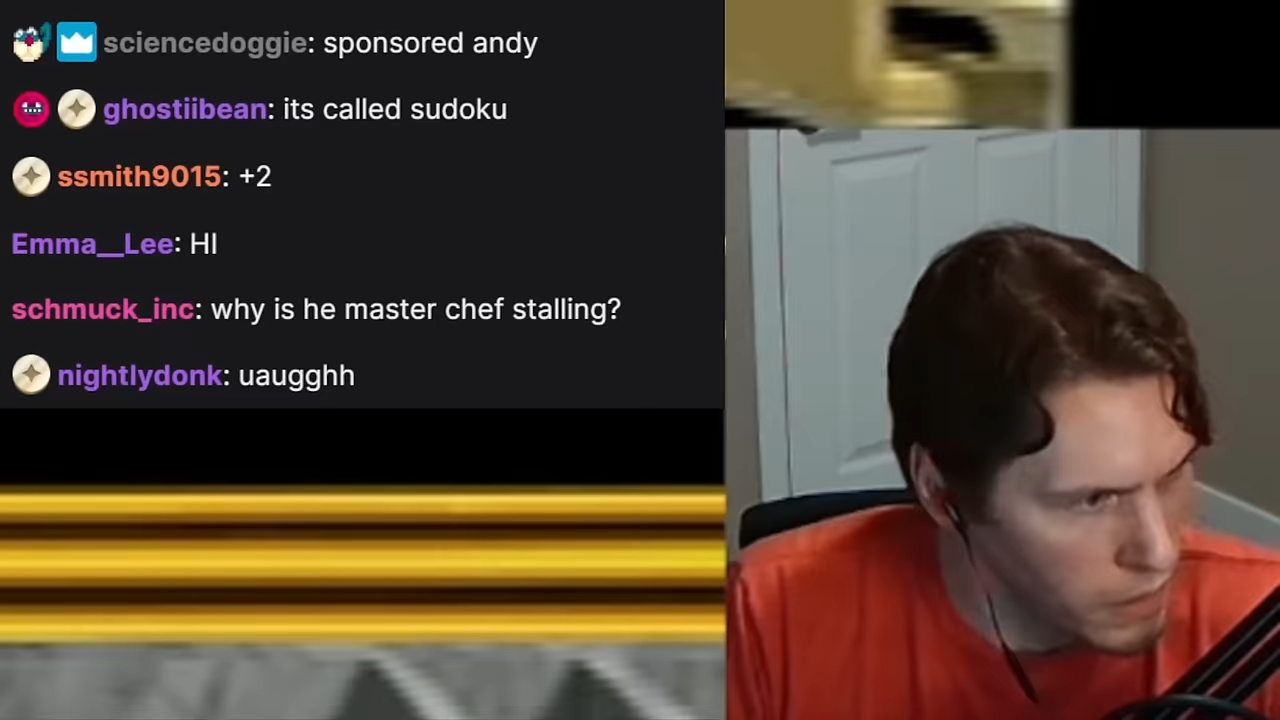 sciencedoggie: sponsored andy
ghostiibean: its called sudoku
ssmith9015: +2
Emma__Lee: HI
schmuck_inc: why is he master chef stalling?
nightlydonk: uaugghh